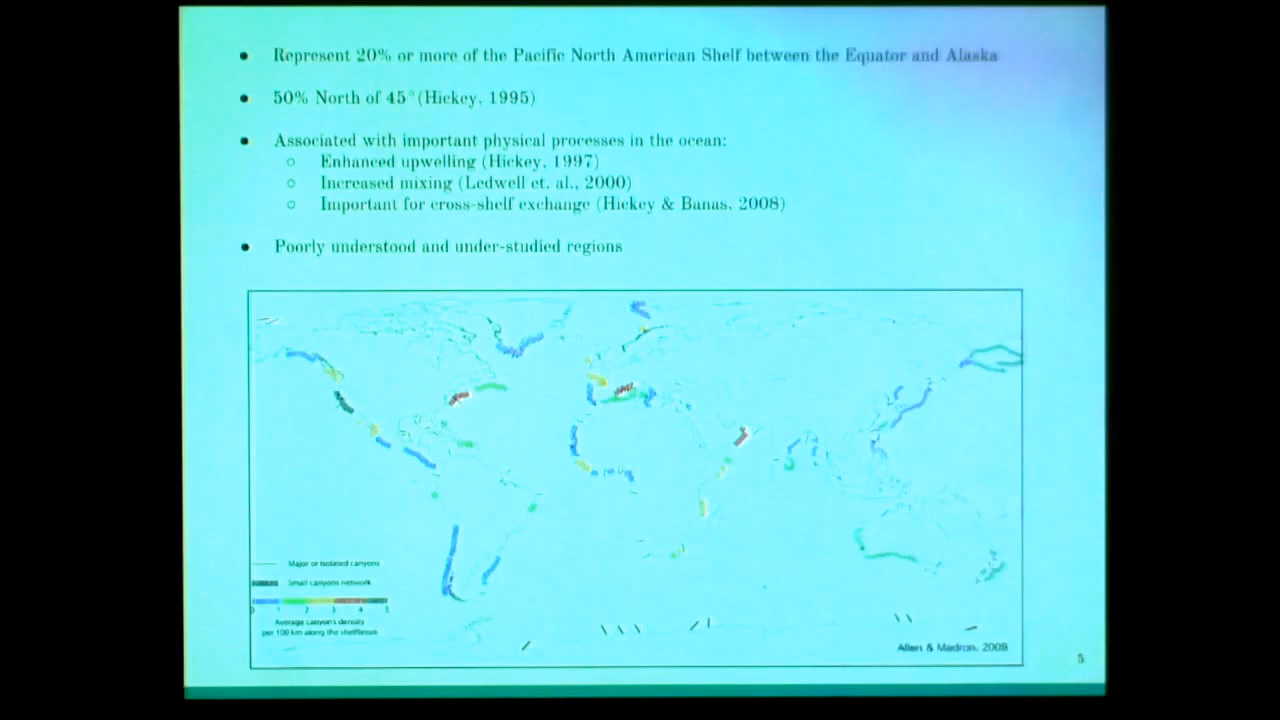 ● Represent 20% or more of the Pacific North American Shelf between the Equator and Alaska
● 50% North of 45° (Hickey, 1995)
● Associated with important physical processes in the ocean:
○ Enhanced upwelling (Hickey, 1997)
○ Increased mixing (Ledwell et. al., 2000)
○ Important for cross-shelf exchange (Hickey & Banas, 2008)
● Poorly understood and under-studied regions
Major or isolated canyons
Small canyons network
0 1 2 3 4 5
Average canyon's density
per 100 km along the shelfbreak
Allen & Madron, 2009
5